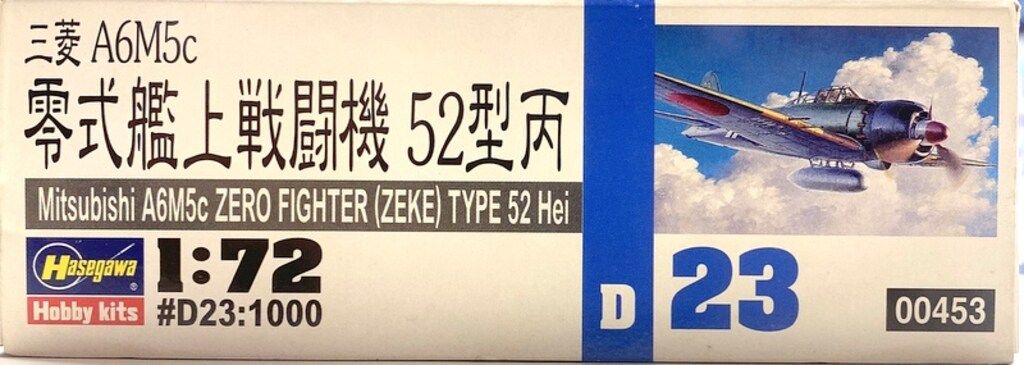 三菱 A6M5c
零式艦上戦闘機 52型丙
Mitsubishi A6M5c ZERO FIGHTER (ZEKE) TYPE 52 Hei
Hasegawa
Hobby kits
1:72
#D23:1000
D
23
00453